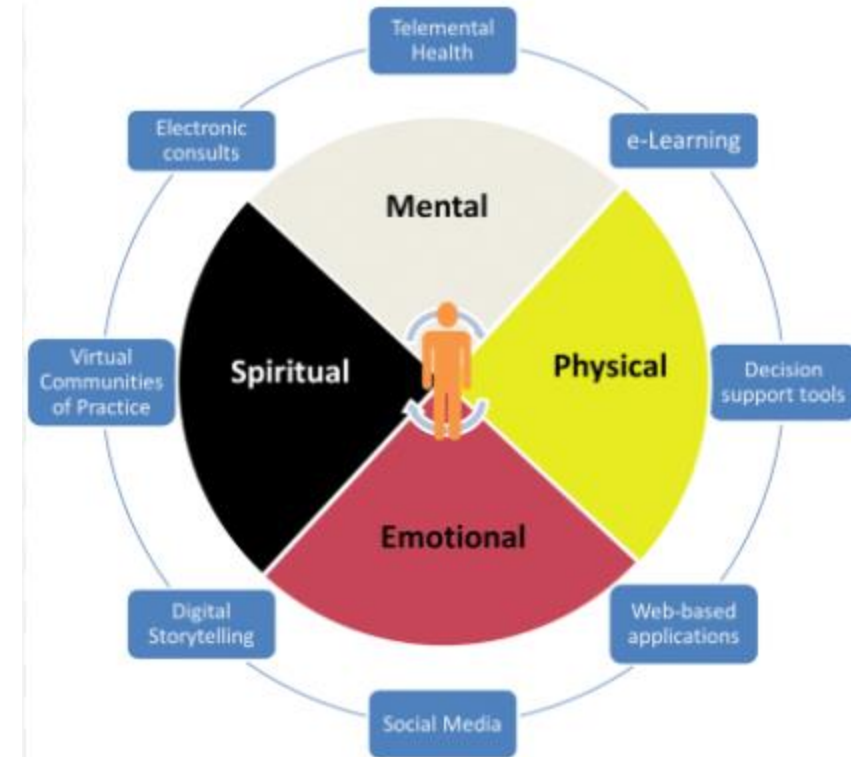 Telemental
Health
Electronic
consults
e-Learning
Mental
Spiritual
Physical
Virtual
Communities
of Practice
Decision
support tools
Emotional
Digital
Storytelling
Web-based
applications
Social Media